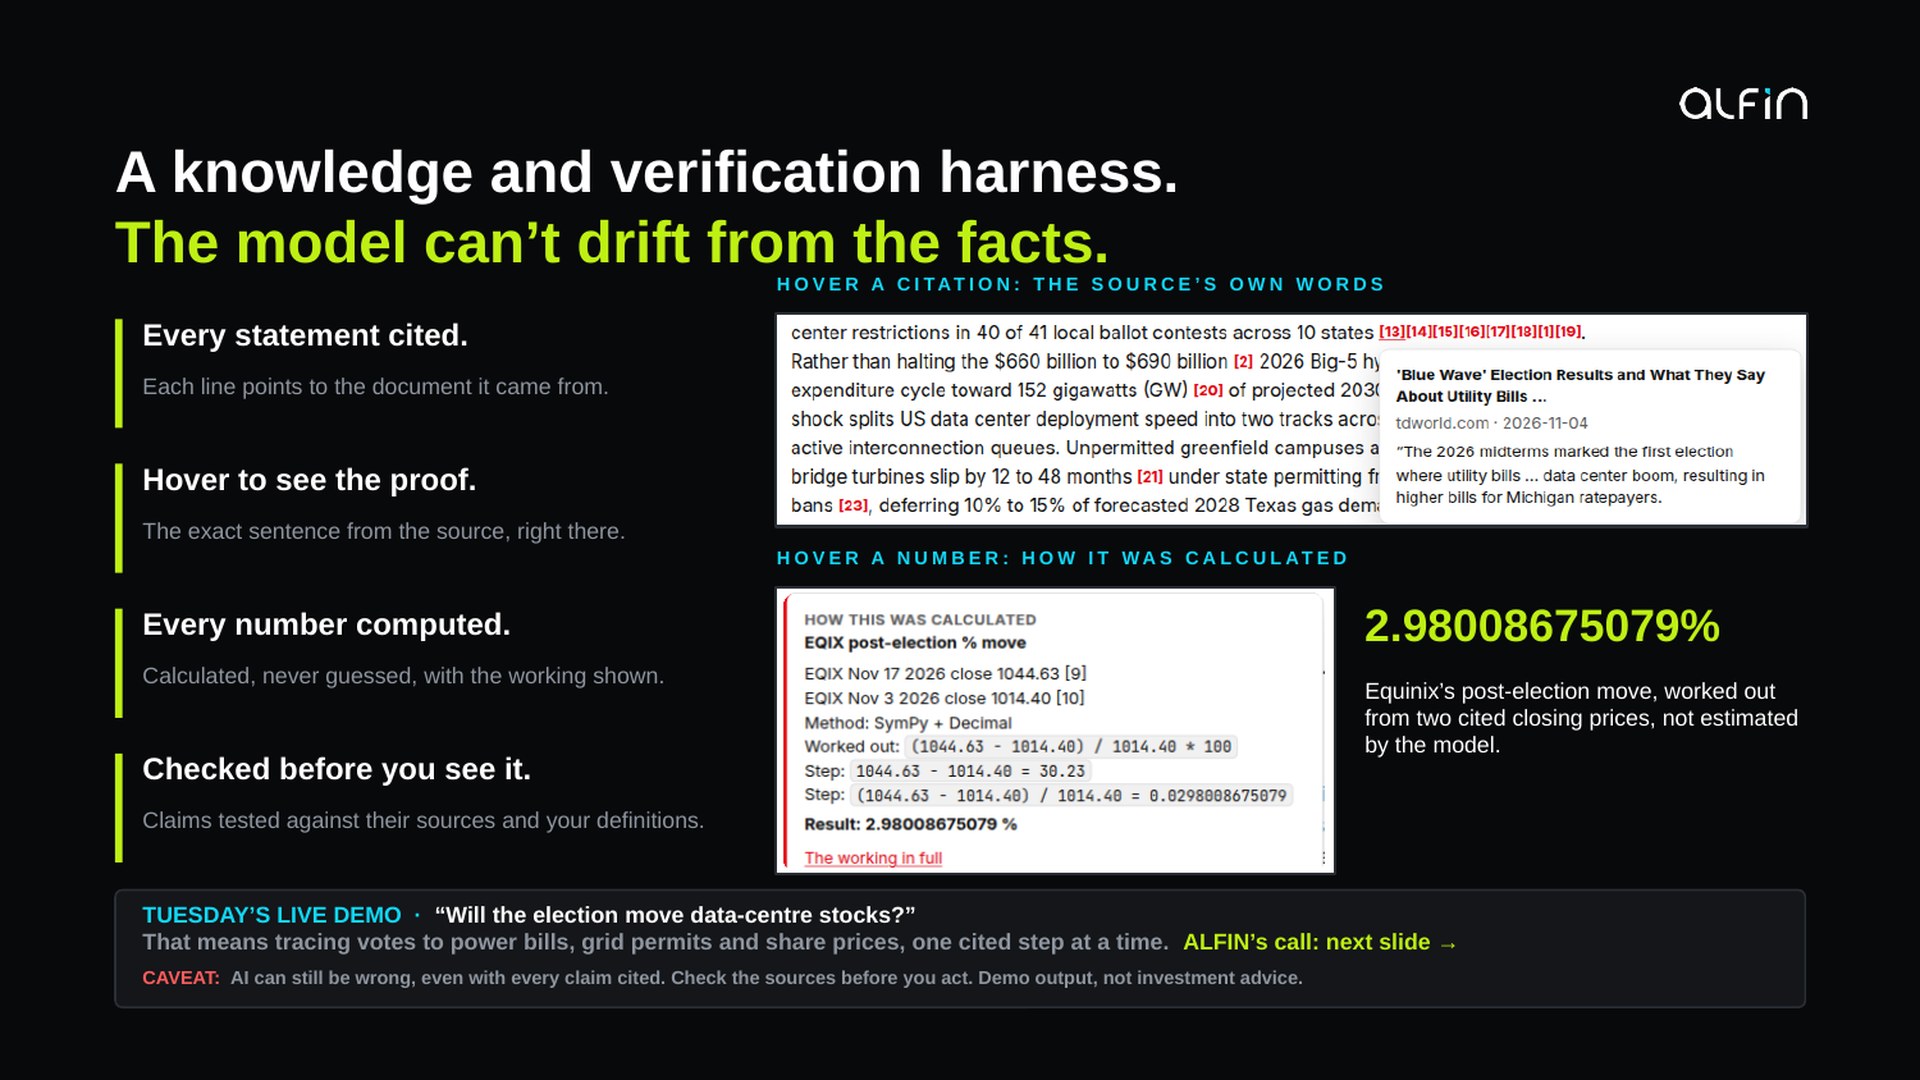 ALFIN
A knowledge and verification harness.
The model can’t drift from the facts.
Every statement cited.
Each line points to the document it came from.
Hover to see the proof.
The exact sentence from the source, right there.
Every number computed.
Calculated, never guessed, with the working shown.
Checked before you see it.
Claims tested against their sources and your definitions.
HOVER A CITATION: THE SOURCE’S OWN WORDS
center restrictions in 40 of 41 local ballot contests across 10 states [13][14][15][16][17][18][1][19].
Rather than halting the $660 billion to $690 billion [2] 2026 Big-5 hy
expenditure cycle toward 152 gigawatts (GW) [20] of projected 2030
shock splits US data center deployment speed into two tracks acros
active interconnection queues. Unpermitted greenfield campuses a
bridge turbines slip by 12 to 48 months [21] under state permitting fr
bans [23], deferring 10% to 15% of forecasted 2028 Texas gas dema
'Blue Wave' Election Results and What They Say
About Utility Bills ...
tdworld.com · 2026-11-04
“The 2026 midterms marked the first election
where utility bills ... data center boom, resulting in
higher bills for Michigan ratepayers.
HOVER A NUMBER: HOW IT WAS CALCULATED
HOW THIS WAS CALCULATED
EQIX post-election % move
EQIX Nov 17 2026 close 1044.63 [9]
EQIX Nov 3 2026 close 1014.40 [10]
Method: SymPy + Decimal
Worked out: (1044.63 - 1014.40) / 1014.40 * 100
Step: 1044.63 - 1014.40 = 30.23
Step: (1044.63 - 1014.40) / 1014.40 = 0.0298008675079
Result: 2.98008675079 %
The working in full
2.98008675079%
Equinix’s post-election move, worked out
from two cited closing prices, not estimated
by the model.
TUESDAY’S LIVE DEMO · “Will the election move data-centre stocks?”
That means tracing votes to power bills, grid permits and share prices, one cited step at a time. ALFIN’s call: next slide →
CAVEAT: AI can still be wrong, even with every claim cited. Check the sources before you act. Demo output, not investment advice.